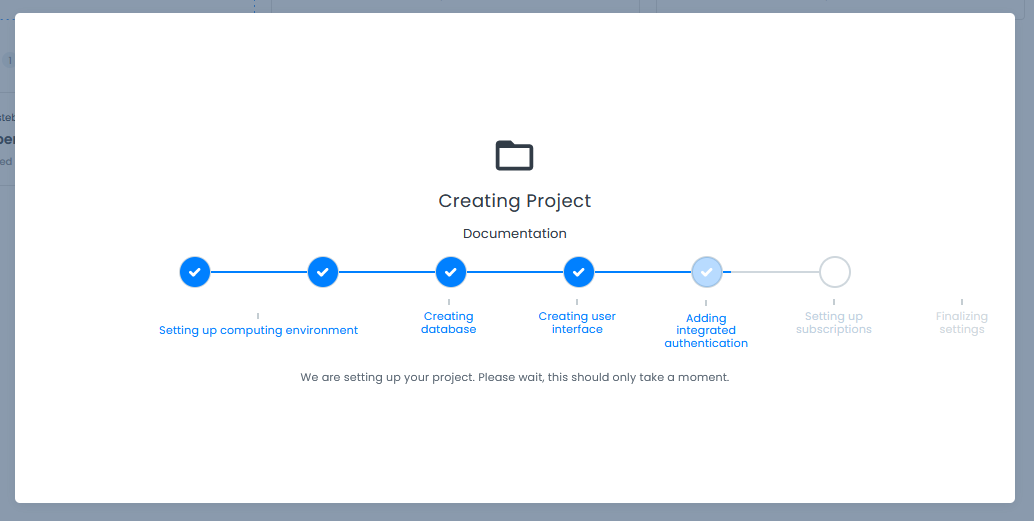 1
Creating Project
Documentation
Setting up computing environment
Creating
database
Creating user
interface
Adding
integrated
authentication
Setting up
subscriptions
Finalizing
settings
We are setting up your project. Please wait, this should only take a moment.